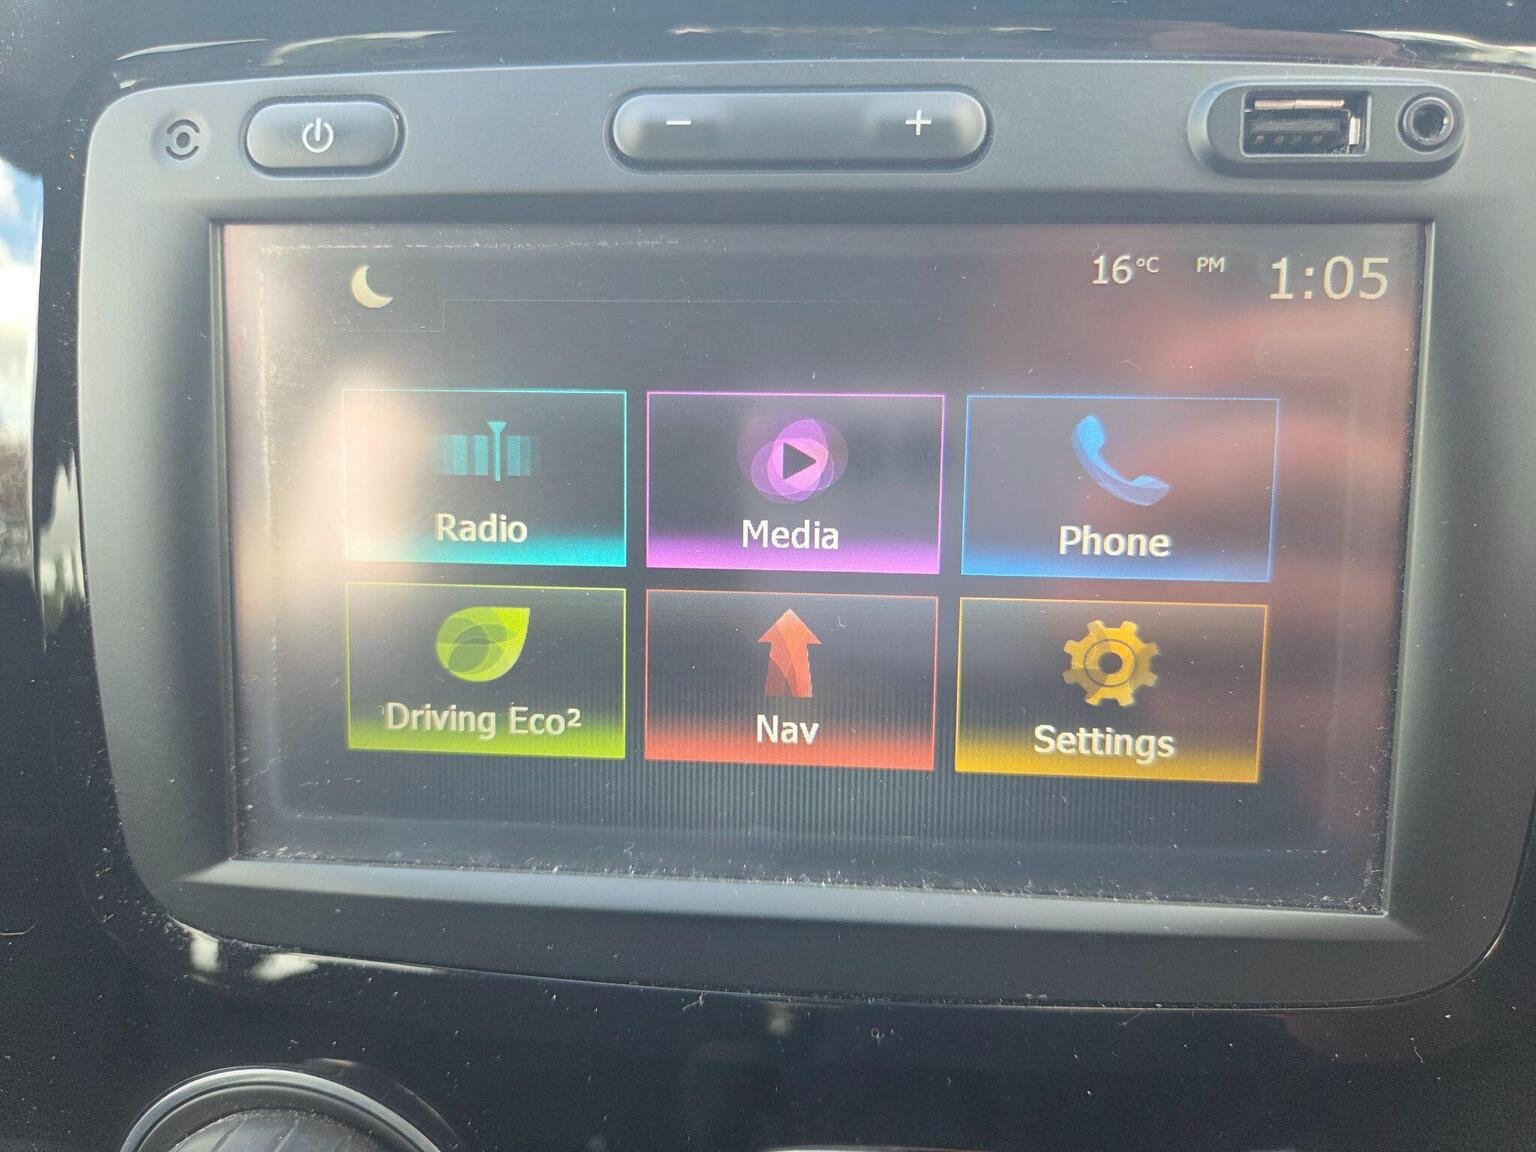 - +
16°C PM 1:05
Radio Media Phone
Driving Eco² Nav Settings